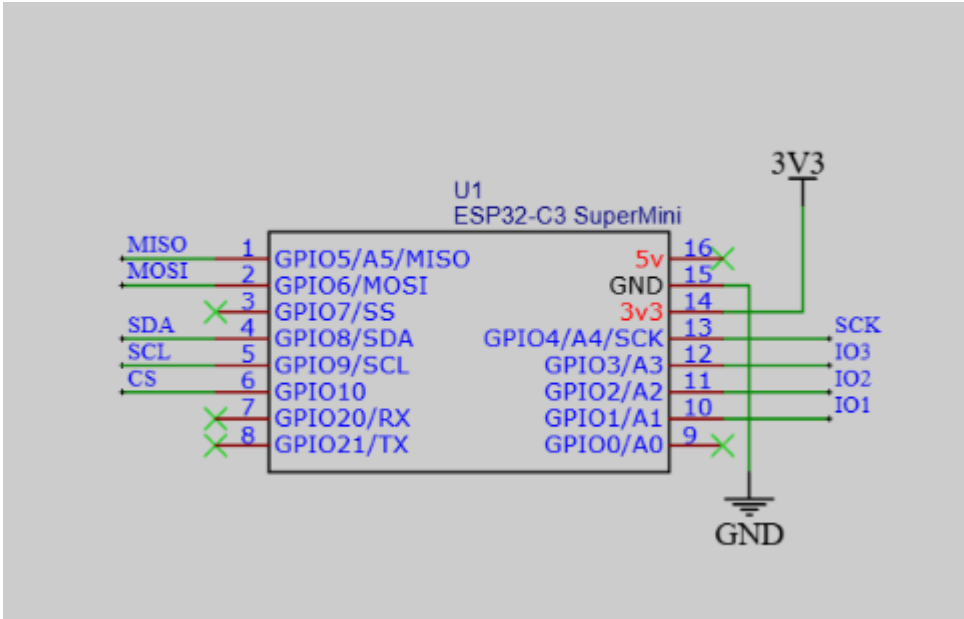 3V3
U1
ESP32-C3 SuperMini
MISO 1 GPIO5/A5/MISO 5v 16
MOSI 2 GPIO6/MOSI GND 15
3 GPIO7/SS 3v3 14
SDA 4 GPIO8/SDA GPIO4/A4/SCK 13 SCK
SCL 5 GPIO9/SCL GPIO3/A3 12 IO3
CS 6 GPIO10 GPIO2/A2 11 IO2
7 GPIO20/RX GPIO1/A1 10 IO1
8 GPIO21/TX GPIO0/A0 9
GND